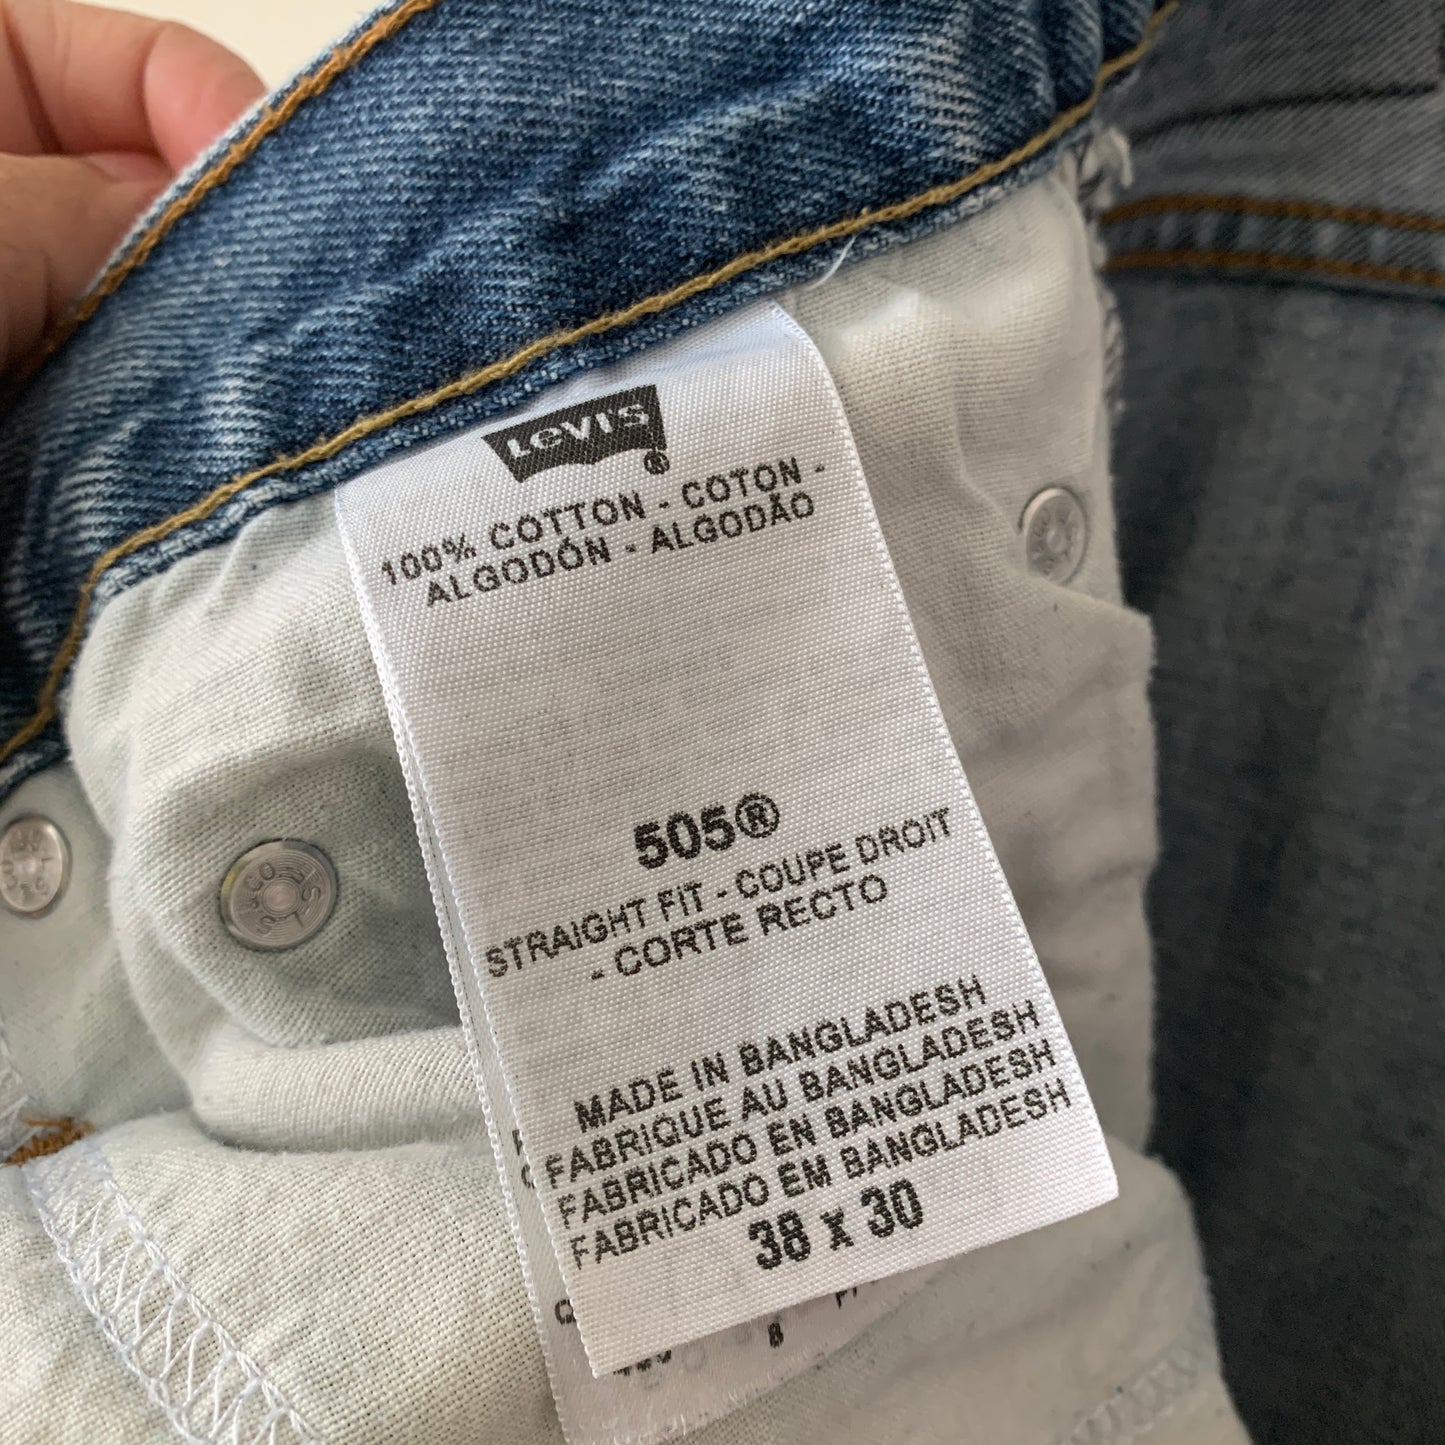 LEVI'S
®
100% COTTON - COTON -
ALGODÓN - ALGODÃO
505®
STRAIGHT FIT - COUPE DROIT
- CORTE RECTO
MADE IN BANGLADESH
FABRIQUE AU BANGLADESH
FABRICADO EN BANGLADESH
FABRICADO EM BANGLADESH
38 x 30